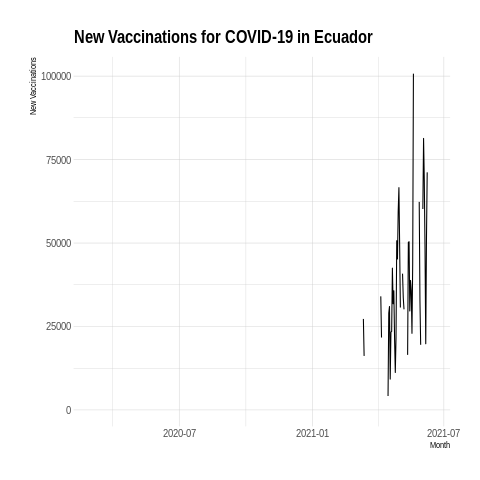 New Vaccinations for COVID-19 in Ecuador
New Vaccinations
100000
75000
50000
25000
0
2020-07 2021-01 2021-07
Month